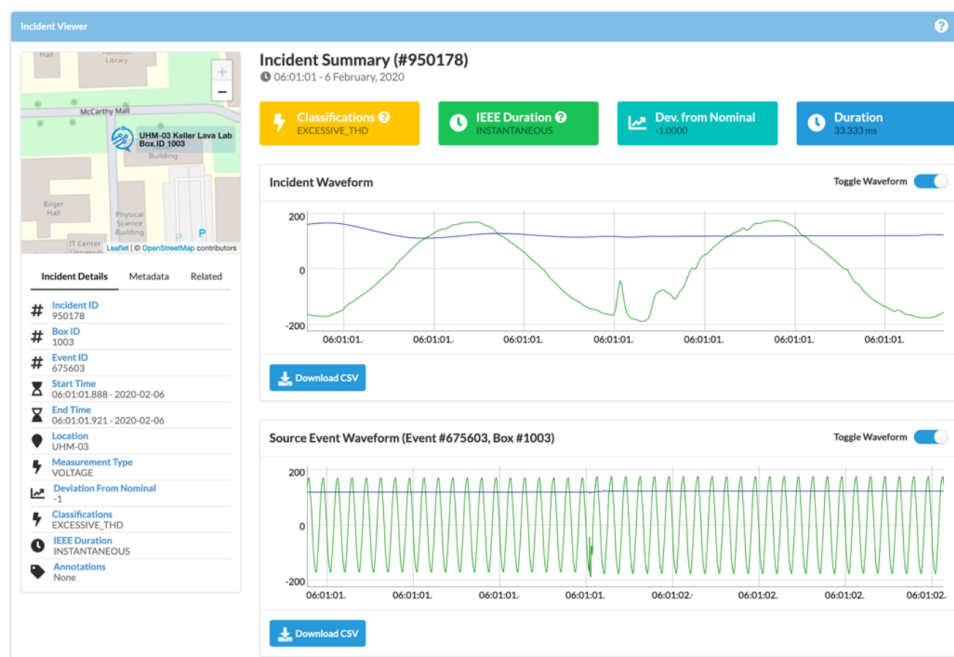 Incident Viewer
Hall
Library
McCarthy Mall
+
−
UHM-03 Keller Lava Lab
Box ID 1003
Building
Bilger
Hall
Physical
Science
Building
P
P
IT Center
Leaflet | © OpenStreetMap contributors
Incident Details Metadata Related
Incident ID
950178
Box ID
1003
Event ID
675603
Start Time
06:01:01.888 - 2020-02-06
End Time
06:01:01.921 - 2020-02-06
Location
UHM-03
Measurement Type
VOLTAGE
Deviation From Nominal
-1
Classifications
EXCESSIVE_THD
IEEE Duration
INSTANTANEOUS
Annotations
None
Incident Summary (#950178)
06:01:01 - 6 February, 2020
Classifications
EXCESSIVE_THD
IEEE Duration
INSTANTANEOUS
Dev. from Nominal
-1.0000
Duration
33.333 ms
Incident Waveform
Toggle Waveform
200
0
-200
06:01:01. 06:01:01. 06:01:01. 06:01:01. 06:01:01. 06:01:01. 06:01:01.
Download CSV
Source Event Waveform (Event #675603, Box #1003)
Toggle Waveform
200
0
-200
06:01:01. 06:01:01. 06:01:01. 06:01:01. 06:01:02. 06:01:02. 06:01:02. 06:01:02.
Download CSV